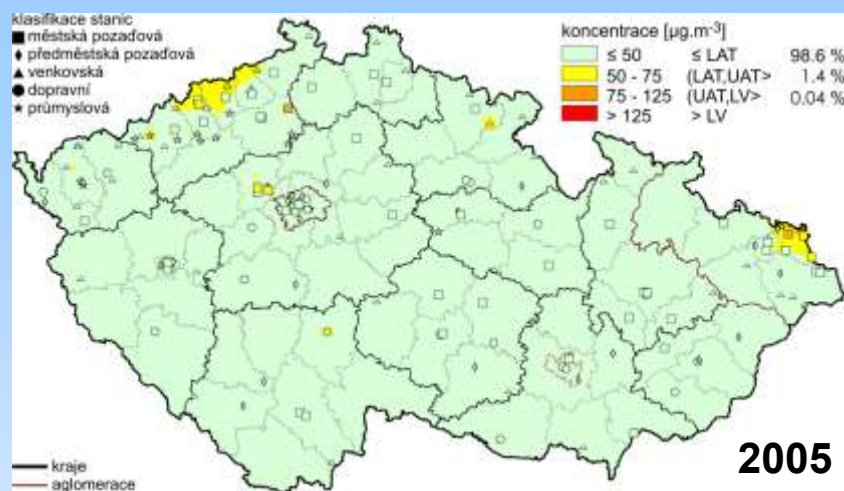 klasifikace stanic
městská pozaďová
předměstská pozaďová
venkovská
dopravní
průmyslová
koncentrace [µg.m-³]
≤ 50 ≤ LAT 98.6 %
50 - 75 (LAT,UAT> 1.4 %
75 - 125 (UAT,LV> 0.04 %
> 125 > LV
kraje
aglomerace
2005